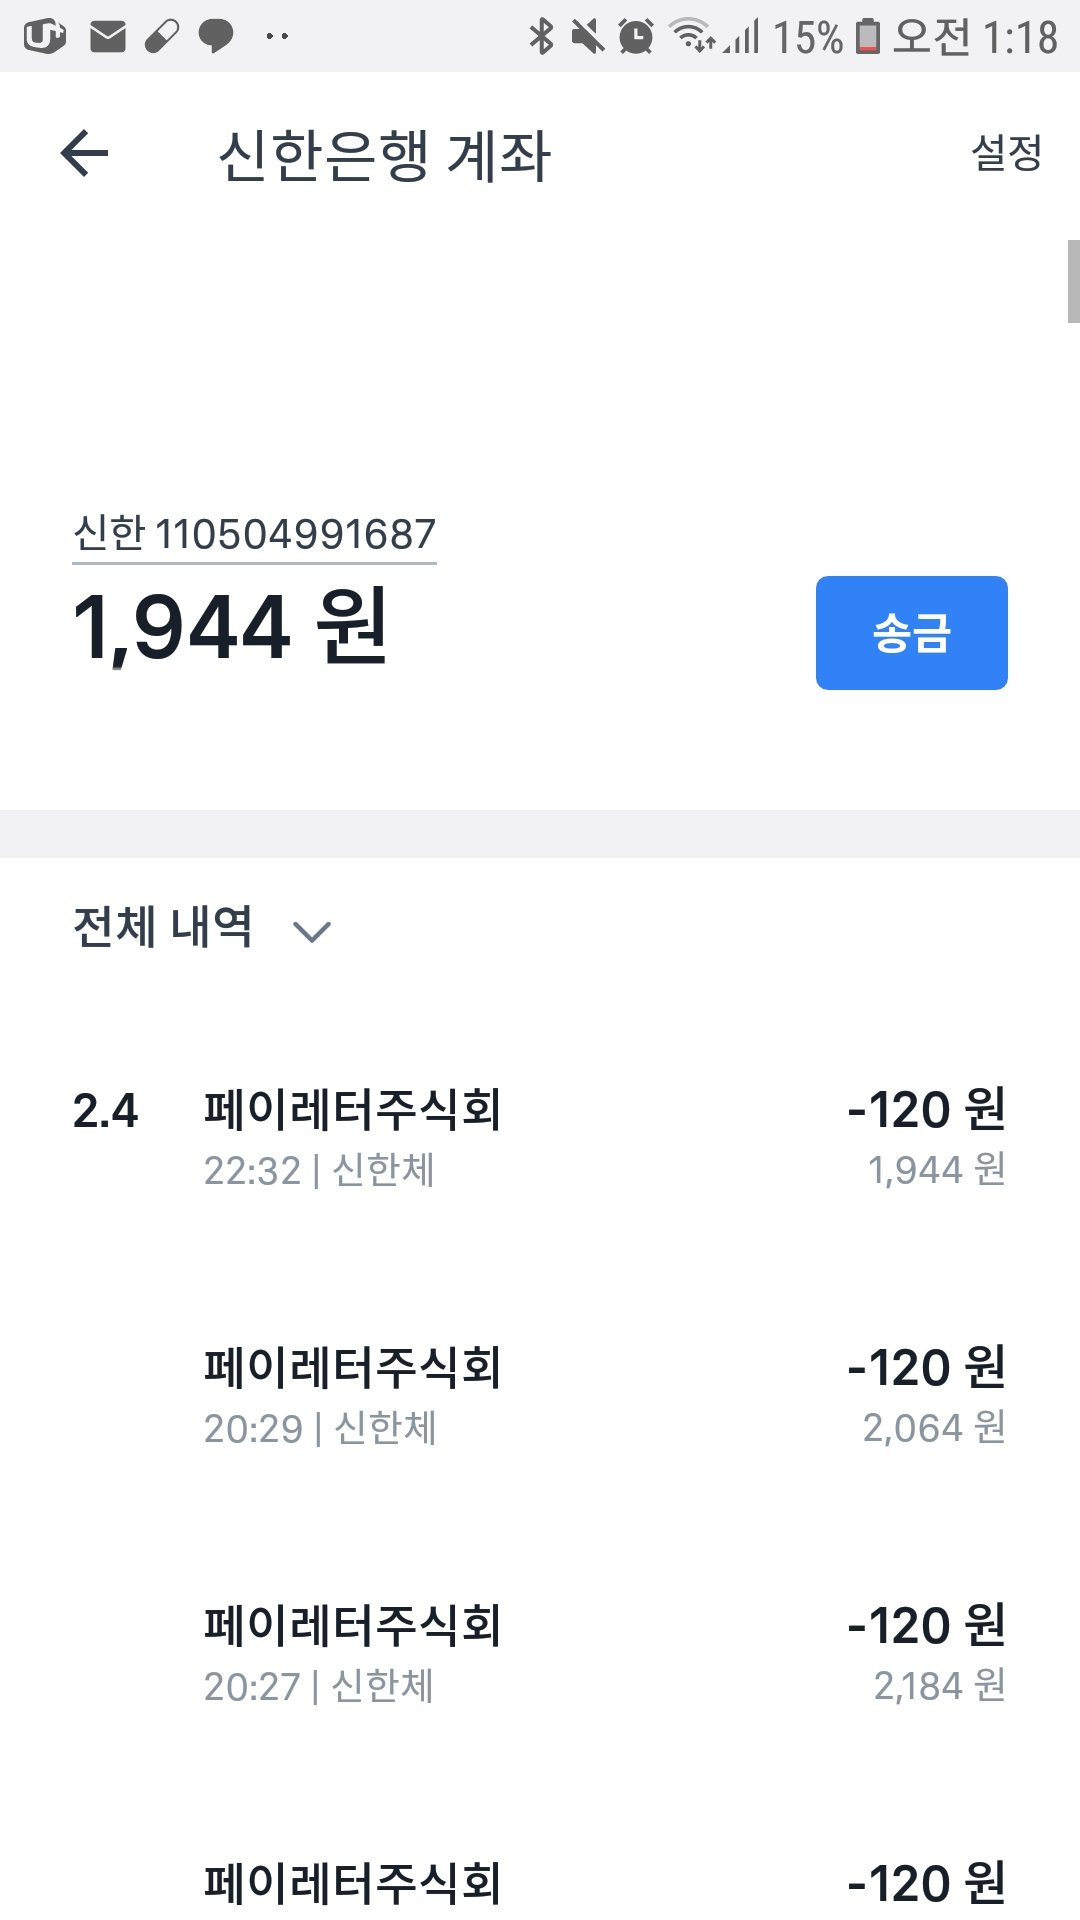 U+ 15% 오전 1:18
신한은행 계좌 설정
신한 110504991687
1,944 원 송금
전체 내역
2.4 페이레터주식회 -120 원
22:32 | 신한체 1,944 원
페이레터주식회 -120 원
20:29 | 신한체 2,064 원
페이레터주식회 -120 원
20:27 | 신한체 2,184 원
페이레터주식회 -120 원